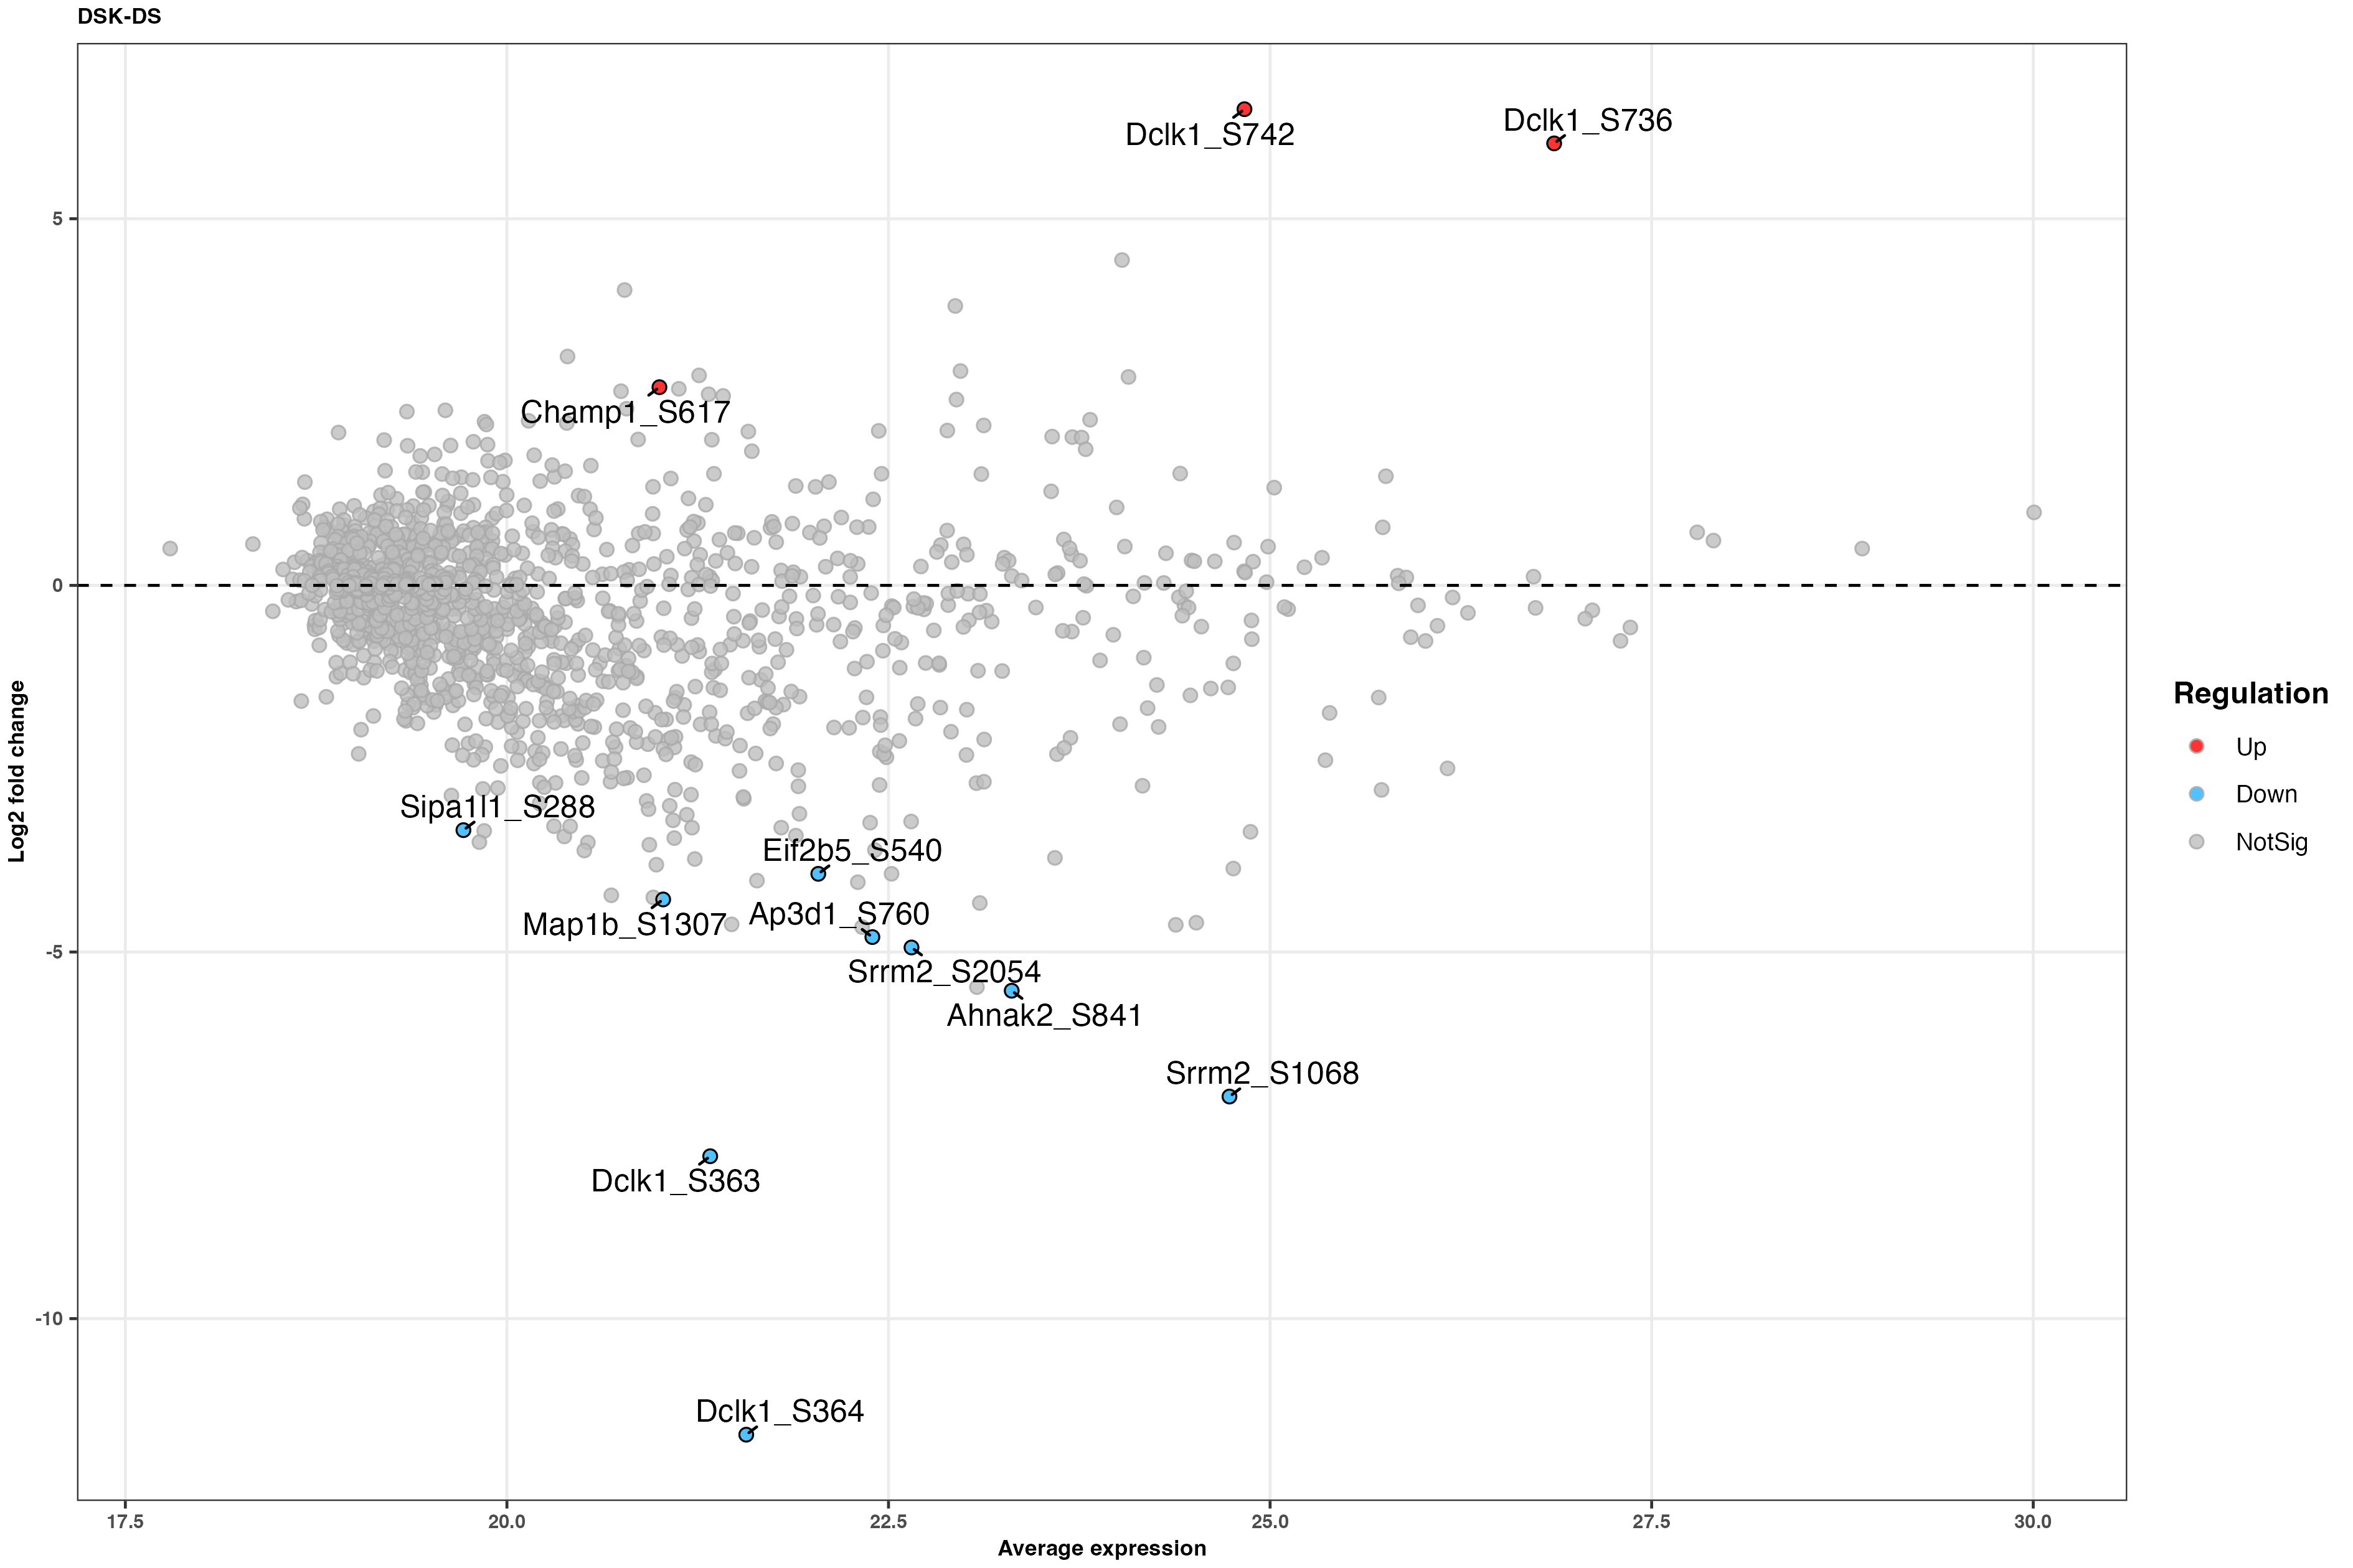 DSK-DS
Dclk1_S742
Dclk1_S736
5
Champ1_S617
0
Sipa1l1_S288
Eif2b5_S540
Map1b_S1307
Ap3d1_S760
-5
Srrm2_S2054
Ahnak2_S841
Srrm2_S1068
Dclk1_S363
-10
Dclk1_S364
17.5
20.0
22.5
25.0
27.5
30.0
Average expression
Log2 fold change
Regulation
Up
Down
NotSig